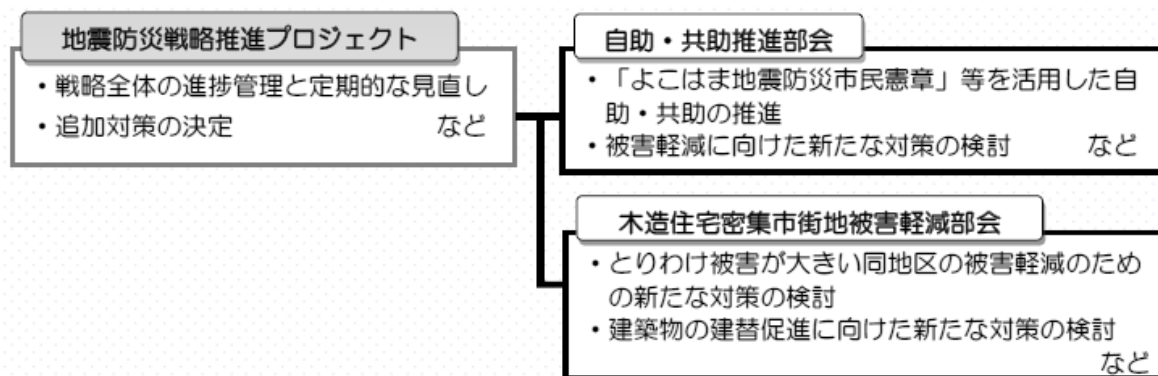 地震防災戦略推進プロジェクト
・戦略全体の進捗管理と定期的な見直し
・追加対策の決定　など
自助・共助推進部会
・「よこはま地震防災市民憲章」等を活用した自
助・共助の推進
・被害軽減に向けた新たな対策の検討　など
木造住宅密集市街地被害軽減部会
・とりわけ被害が大きい同地区の被害軽減のため
の新たな対策の検討
・建築物の建替促進に向けた新たな対策の検討
など